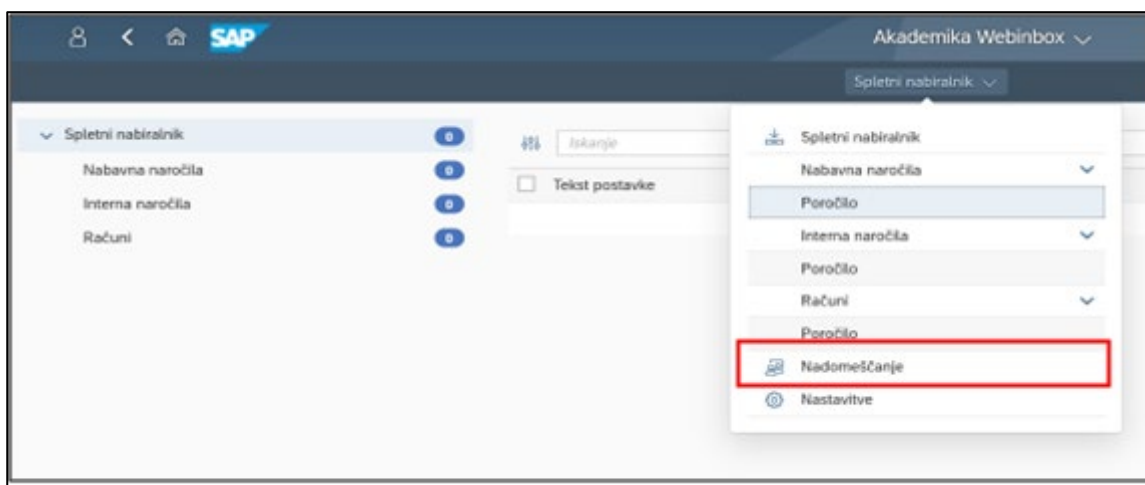 SAP
Akademika Webinbox
Spletni nabiralnik
Spletni nabiralnik 0
Nabavna naročila 0
Interna naročila 0
Računi 0
Iskanje
Tekst postavke
Spletni nabiralnik
Nabavna naročila
Poročilo
Interna naročila
Poročilo
Računi
Poročilo
Nadomeščanje
Nastavitve